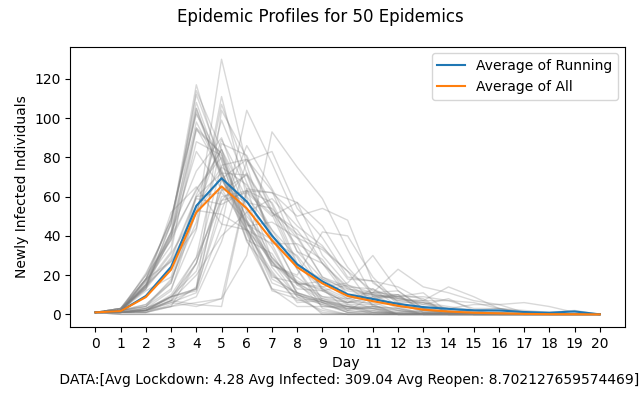 Epidemic Profiles for 50 Epidemics
Average of Running
Average of All
Newly Infected Individuals
120
100
80
60
40
20
0
0 1 2 3 4 5 6 7 8 9 10 11 12 13 14 15 16 17 18 19 20
Day
DATA:[Avg Lockdown: 4.28 Avg Infected: 309.04 Avg Reopen: 8.702127659574469]